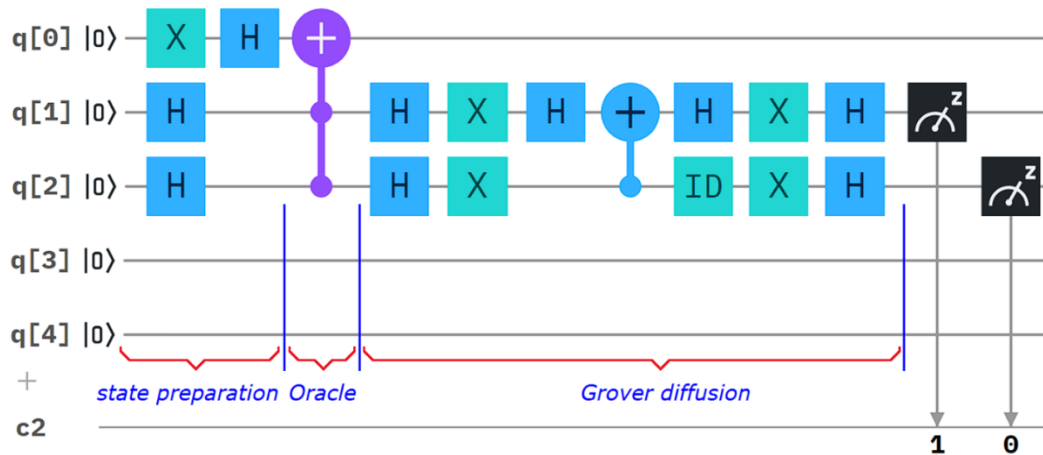 q[0] |0⟩ X H +
q[1] |0⟩ H H X H + H X H z
q[2] |0⟩ H H X ID X H z
q[3] |0⟩
q[4] |0⟩
+
state preparation Oracle Grover diffusion
c2
1 0